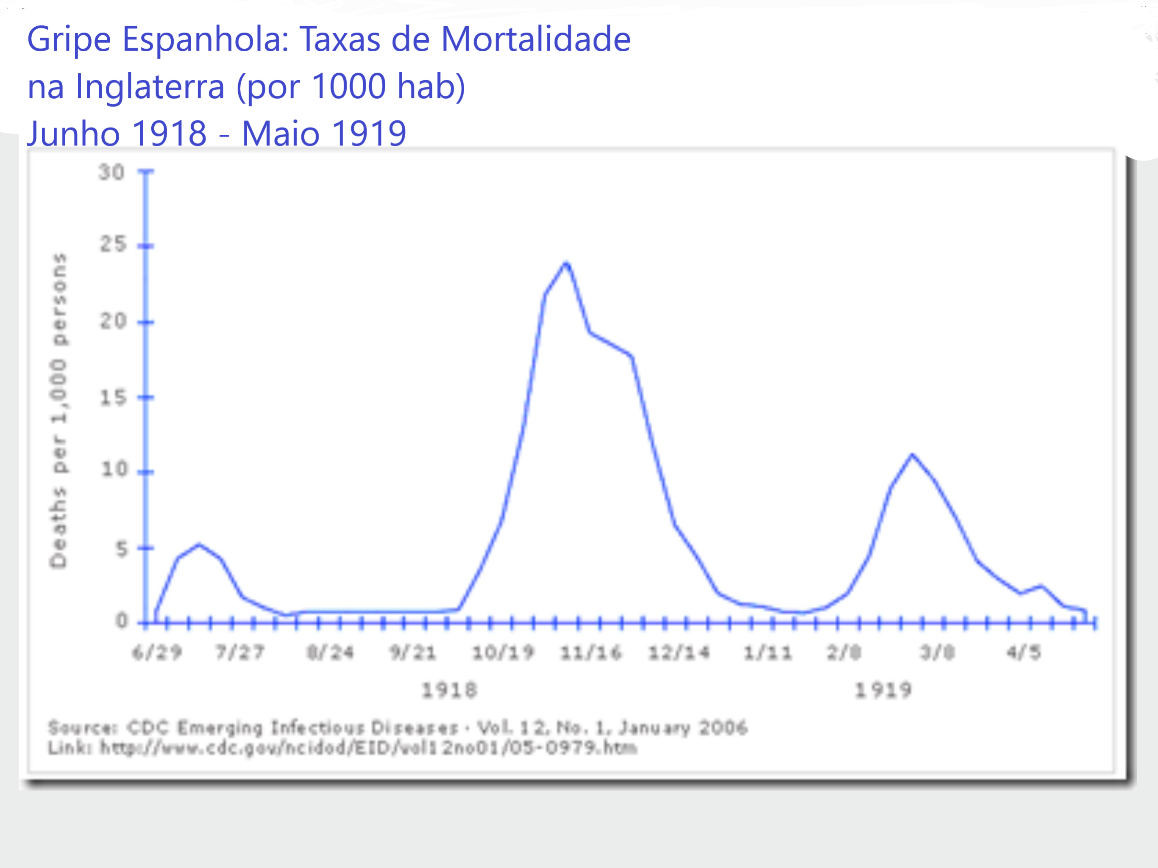 Gripe Espanhola: Taxas de Mortalidade
na Inglaterra (por 1000 hab)
Junho 1918 - Maio 1919
30
25
20
15
10
5
0
Deaths per 1,000 persons
6/29 7/27 8/24 9/21 10/19 11/16 12/14 1/11 2/8 3/8 4/5
1918 1919
Source: CDC Emerging Infectious Diseases · Vol. 12, No. 1, January 2006
Link: http://www.cdc.gov/ncidod/EID/vol12no01/05-0979.htm